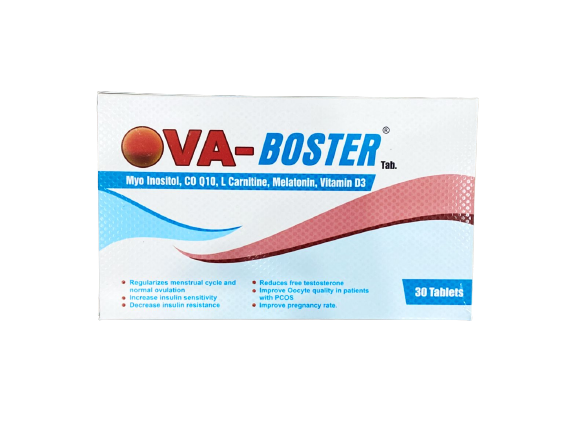 OVA-BOSTER® Tab.
Myo Inositol, CO Q10, L Carnitine, Melatonin, Vitamin D3
Regularizes menstrual cycle and
normal ovulation
Increase insulin sensitivity
Decrease insulin resistance
Reduces free testosterone
Improve Oocyte quality in patients
with PCOS
Improve pregnancy rate.
30 Tablets